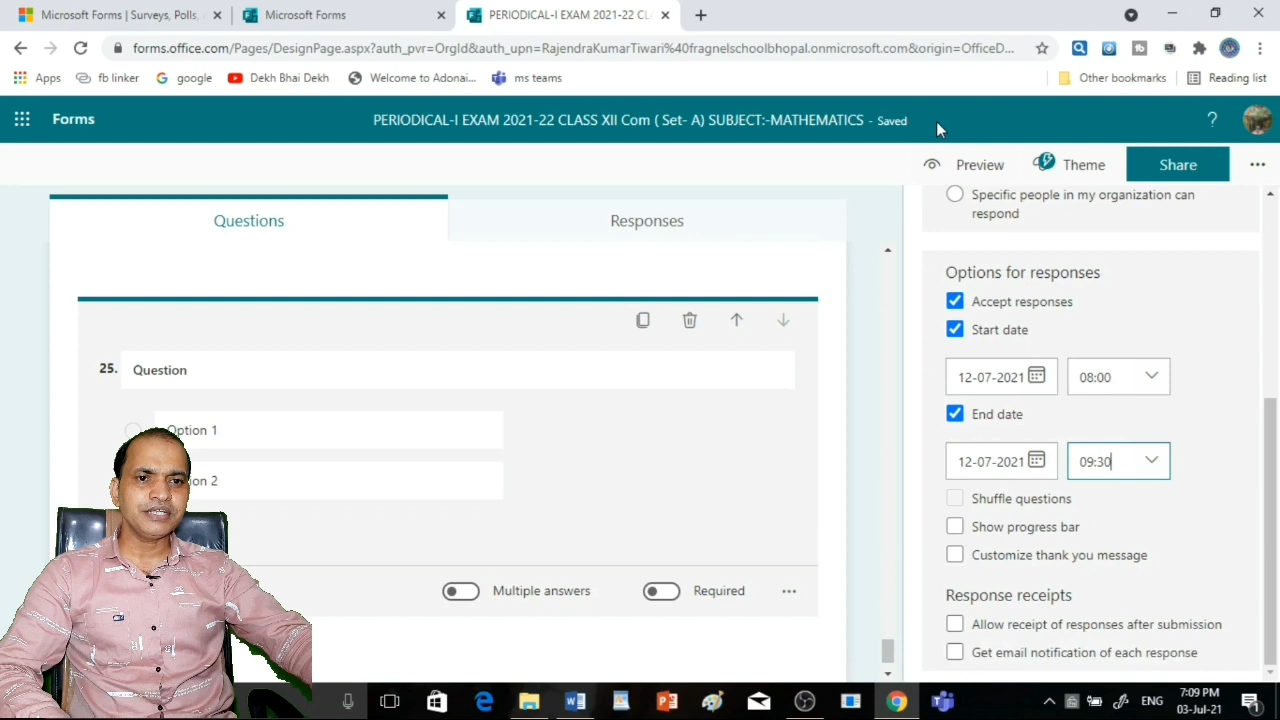 Microsoft Forms | Surveys, Polls,
Microsoft Forms
PERIODICAL-I EXAM 2021-22 CL
forms.office.com/Pages/DesignPage.aspx?auth_pvr=OrgId&auth_upn=RajendraKumarTiwari%40fragnelschoolbhopal.onmicrosoft.com&origin=OfficeD...
Apps
fb linker
google
Dekh Bhai Dekh
Welcome to Adonai...
ms teams
Other bookmarks
Reading list
Forms
PERIODICAL-I EXAM 2021-22 CLASS XII Com ( Set- A) SUBJECT:-MATHEMATICS - Saved
?
Preview
Theme
Share
Questions
Responses
Specific people in my organization can
respond
Options for responses
Accept responses
Start date
12-07-2021
08:00
End date
12-07-2021
09:30
Shuffle questions
Show progress bar
Customize thank you message
Response receipts
Allow receipt of responses after submission
Get email notification of each response
25.
Question
Option 1
on 2
Multiple answers
Required
ENG
7:09 PM
03-Jul-21
1